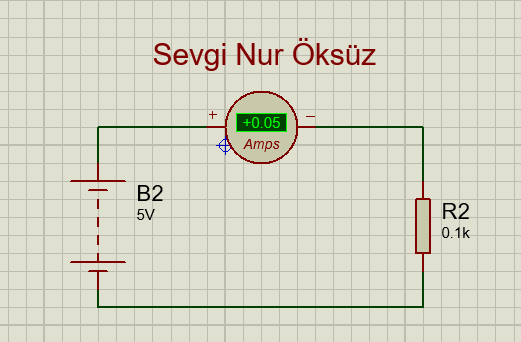 Sevgi Nur Öksüz
+ −
+0.05
Amps
B2
5V
R2
0.1k